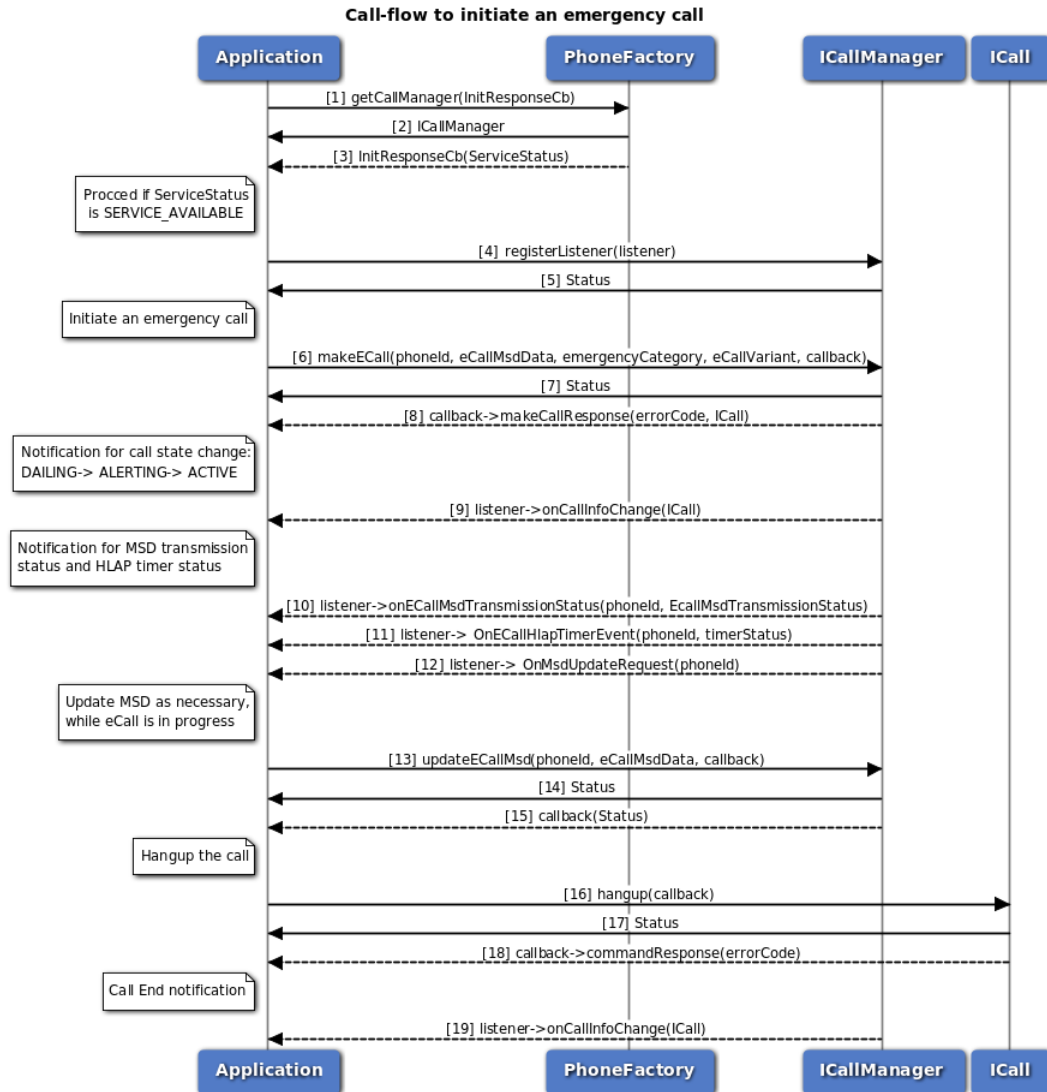 Call-flow to initiate an emergency call
Application PhoneFactory ICallManager ICall
[1] getCallManager(InitResponseCb)
[2] ICallManager
[3] InitResponseCb(ServiceStatus)
Procced if ServiceStatus
is SERVICE_AVAILABLE
[4] registerListener(listener)
[5] Status
Initiate an emergency call
[6] makeECall(phoneId, eCallMsdData, emergencyCategory, eCallVariant, callback)
[7] Status
[8] callback->makeCallResponse(errorCode, ICall)
Notification for call state change:
DAILING-> ALERTING-> ACTIVE
[9] listener->onCallInfoChange(ICall)
Notification for MSD transmission
status and HLAP timer status
[10] listener->onECallMsdTransmissionStatus(phoneId, EcallMsdTransmissionStatus)
[11] listener-> OnECallHlapTimerEvent(phoneId, timerStatus)
[12] listener-> OnMsdUpdateRequest(phoneId)
Update MSD as necessary,
while eCall is in progress
[13] updateECallMsd(phoneId, eCallMsdData, callback)
[14] Status
[15] callback(Status)
Hangup the call
[16] hangup(callback)
[17] Status
[18] callback->commandResponse(errorCode)
Call End notification
[19] listener->onCallInfoChange(ICall)
Application PhoneFactory ICallManager ICall